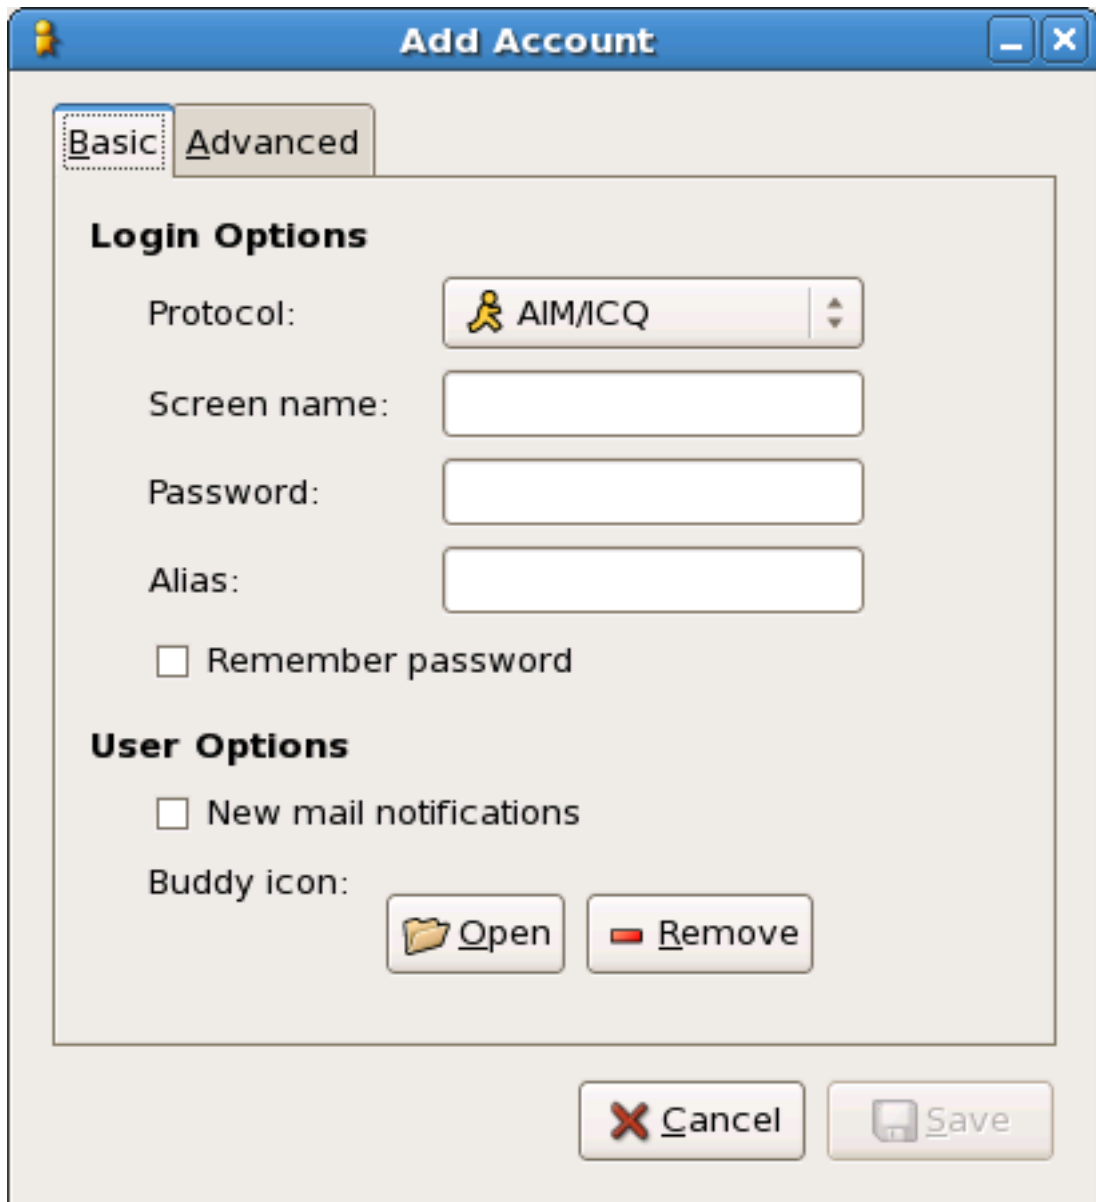 Add Account
Basic Advanced
Login Options
Protocol: AIM/ICQ
Screen name:
Password:
Alias:
Remember password
User Options
New mail notifications
Buddy icon:
Open Remove
Cancel Save